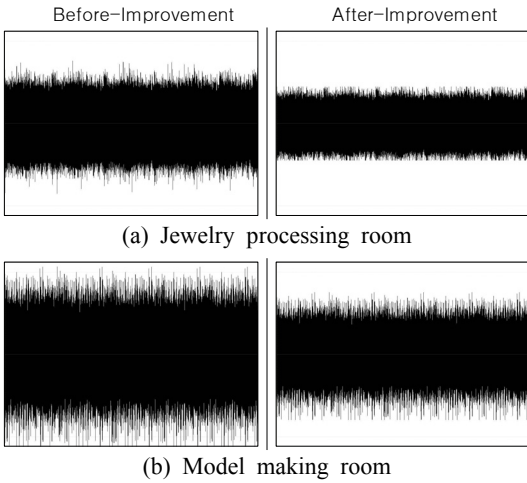 Before-Improvement After-Improvement
(a) Jewelry processing room
(b) Model making room